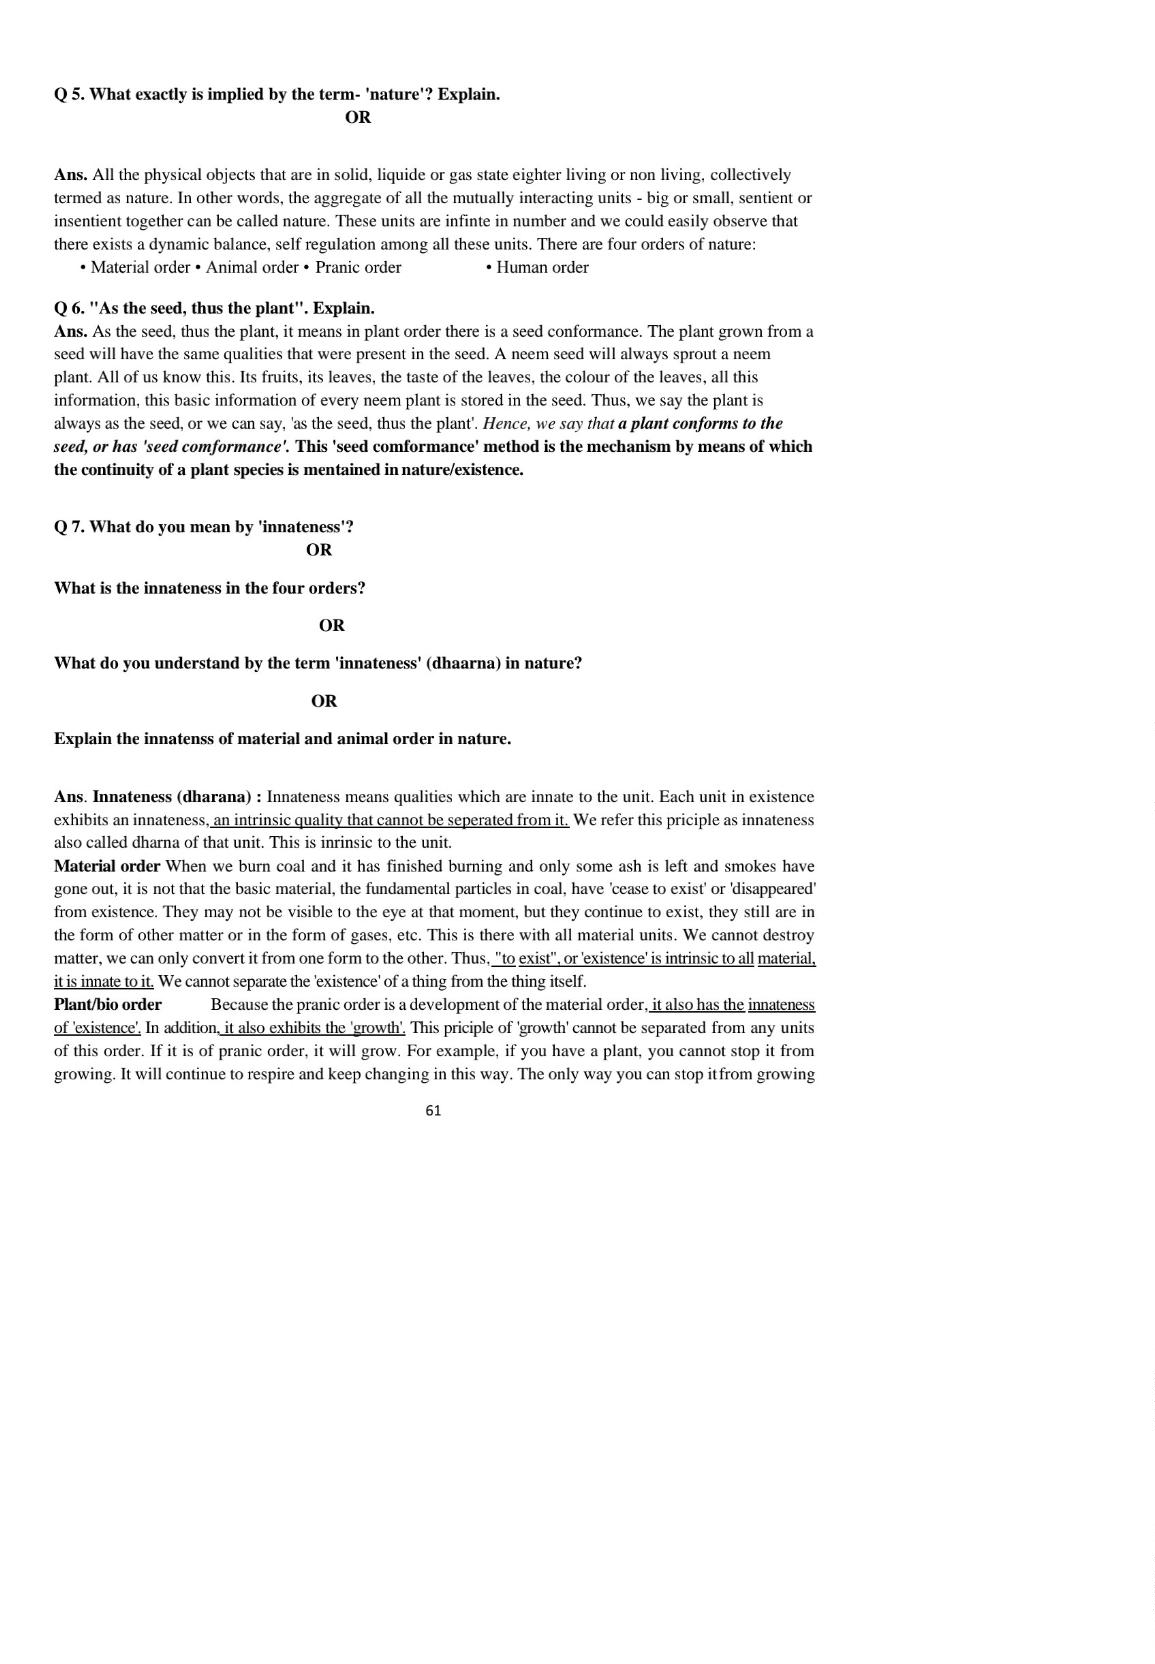 Q 5. What exactly is implied by the term- 'nature'? Explain.
OR
Ans. All the physical objects that are in solid, liquide or gas state eighter living or non living, collectively
termed as nature. In other words, the aggregate of all the mutually interacting units - big or small, sentient or
insentient together can be called nature. These units are infinte in number and we could easily observe that
there exists a dynamic balance, self regulation among all these units. There are four orders of nature:
• Material order • Animal order • Pranic order • Human order
Q 6. "As the seed, thus the plant". Explain.
Ans. As the seed, thus the plant, it means in plant order there is a seed conformance. The plant grown from a
seed will have the same qualities that were present in the seed. A neem seed will always sprout a neem
plant. All of us know this. Its fruits, its leaves, the taste of the leaves, the colour of the leaves, all this
information, this basic information of every neem plant is stored in the seed. Thus, we say the plant is
always as the seed, or we can say, 'as the seed, thus the plant'. Hence, we say that a plant conforms to the
seed, or has 'seed comformance'. This 'seed comformance' method is the mechanism by means of which
the continuity of a plant species is mentained in nature/existence.
Q 7. What do you mean by 'innateness'?
OR
What is the innateness in the four orders?
OR
What do you understand by the term 'innateness' (dhaarna) in nature?
OR
Explain the innatenss of material and animal order in nature.
Ans. Innateness (dharana) : Innateness means qualities which are innate to the unit. Each unit in existence
exhibits an innateness, an intrinsic quality that cannot be seperated from it. We refer this priciple as innateness
also called dharna of that unit. This is inrinsic to the unit.
Material order When we burn coal and it has finished burning and only some ash is left and smokes have
gone out, it is not that the basic material, the fundamental particles in coal, have 'cease to exist' or 'disappeared'
from existence. They may not be visible to the eye at that moment, but they continue to exist, they still are in
the form of other matter or in the form of gases, etc. This is there with all material units. We cannot destroy
matter, we can only convert it from one form to the other. Thus, "to exist", or 'existence' is intrinsic to all material,
it is innate to it. We cannot separate the 'existence' of a thing from the thing itself.
Plant/bio order Because the pranic order is a development of the material order, it also has the innateness
of 'existence'. In addition, it also exhibits the 'growth'. This priciple of 'growth' cannot be separated from any units
of this order. If it is of pranic order, it will grow. For example, if you have a plant, you cannot stop it from
growing. It will continue to respire and keep changing in this way. The only way you can stop it from growing
61